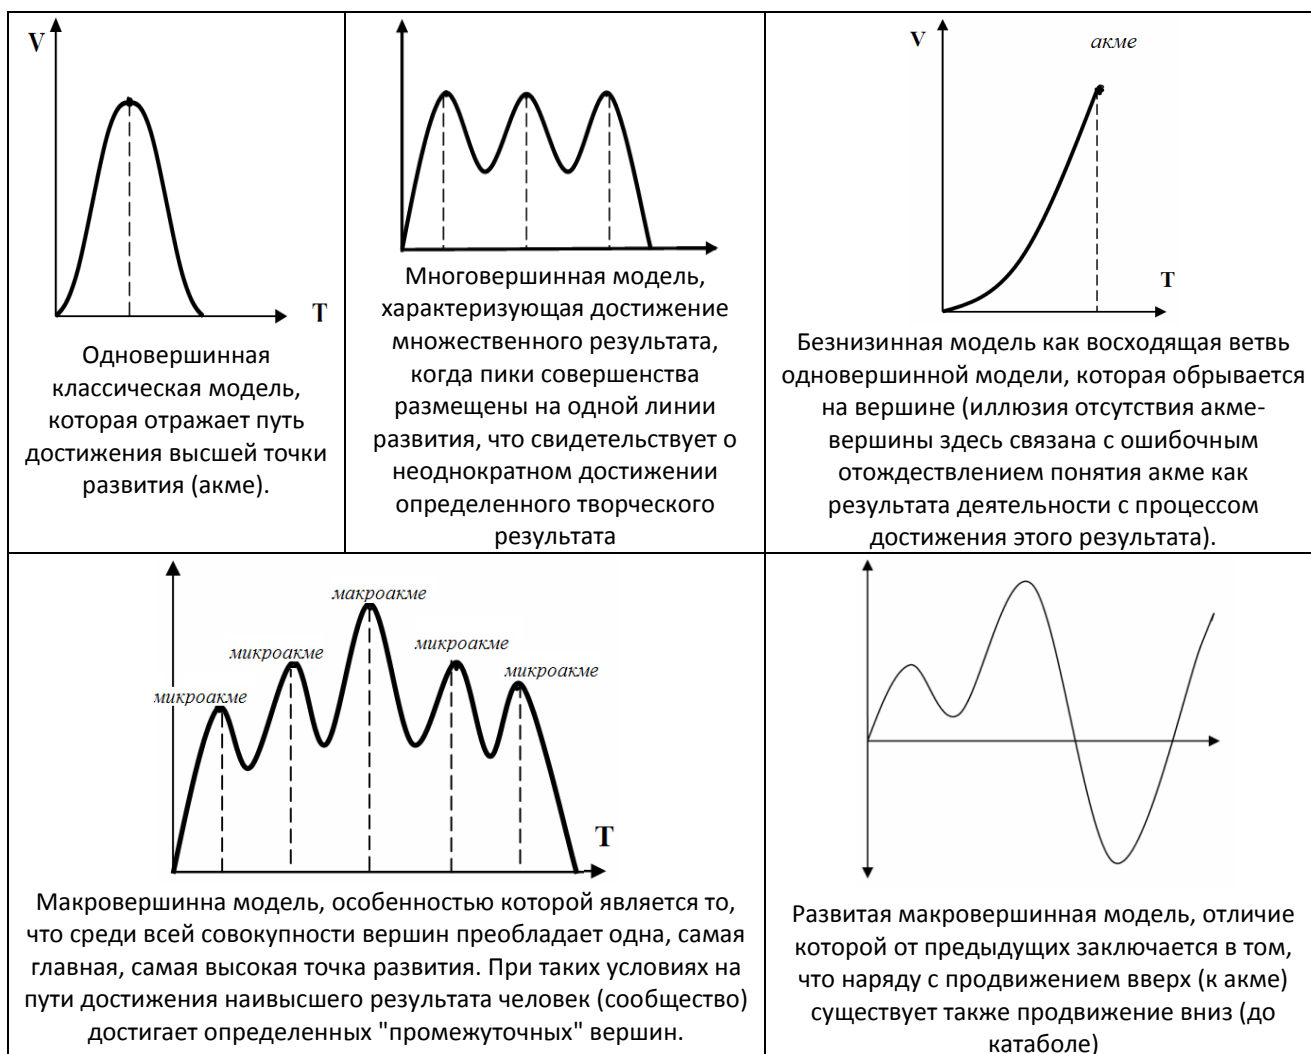 V
T
Одновершинная
классическая модель,
которая отражает путь
достижения высшей точки
развития (акме).
Многовершинная модель,
характеризующая достижение
множественного результата,
когда пики совершенства
размещены на одной линии
развития, что свидетельствует о
неоднократном достижении
определенного творческого
результата
V
акме
T
Безнизинная модель как восходящая ветвь
одновершинной модели, которая обрывается
на вершине (иллюзия отсутствия акме-
вершины здесь связана с ошибочным
отождествлением понятия акме как
результата деятельности с процессом
достижения этого результата).
макроакме
микроакме
микроакме
микроакме
микроакме
T
Макровершинна модель, особенностью которой является то,
что среди всей совокупности вершин преобладает одна, самая
главная, самая высокая точка развития. При таких условиях на
пути достижения наивысшего результата человек (сообщество)
достигает определенных "промежуточных" вершин.
Развитая макровершинная модель, отличие
которой от предыдущих заключается в том,
что наряду с продвижением вверх (к акме)
существует также продвижение вниз (до
катаболе)